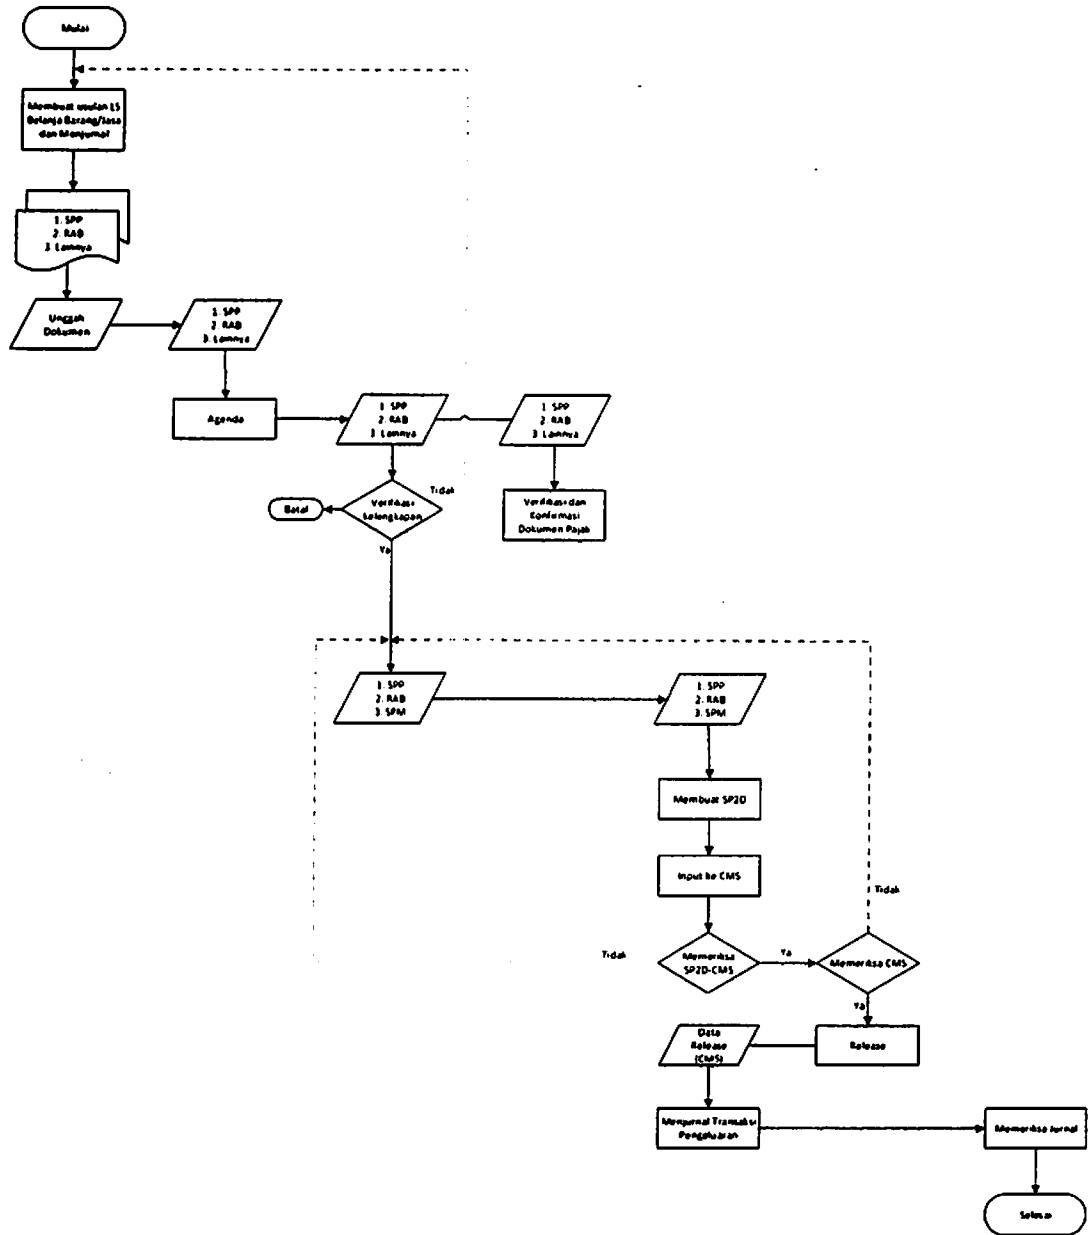 Mulai
Membuat usulan LS
Belanja Barang/Jasa
dan Menjurnal
1. SPP
2. RAB
3. Lainnya
Unggah
Dokumen
1. SPP
2. RAB
3. Lainnya
Agenda
1. SPP
2. RAB
3. Lainnya
1. SPP
2. RAB
3. Lainnya
Batal
Verifikasi
kelengkapan
Tidak
Ya
Verifikasi dan
Konfirmasi
Dokumen Pajak
1. SPP
2. RAB
3. SPM
1. SPP
2. RAB
3. SPM
Membuat SP2D
Input ke CMS
Tidak
Tidak
Memeriksa
SP2D-CMS
Ya
Memeriksa CMS
Ya
Data
Release
(CMS)
Release
Menjurnal Transaksi
Pengeluaran
Memeriksa Jurnal
Selesai